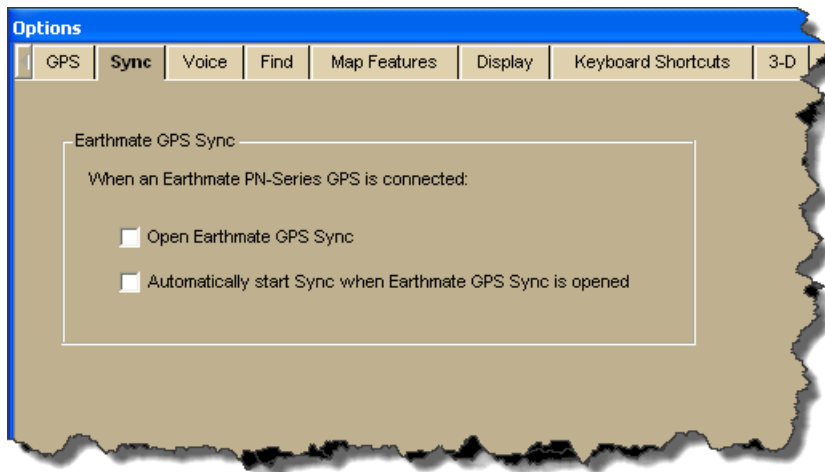 Options
GPS Sync Voice Find Map Features Display Keyboard Shortcuts 3-D
Earthmate GPS Sync
When an Earthmate PN-Series GPS is connected:
Open Earthmate GPS Sync
Automatically start Sync when Earthmate GPS Sync is opened